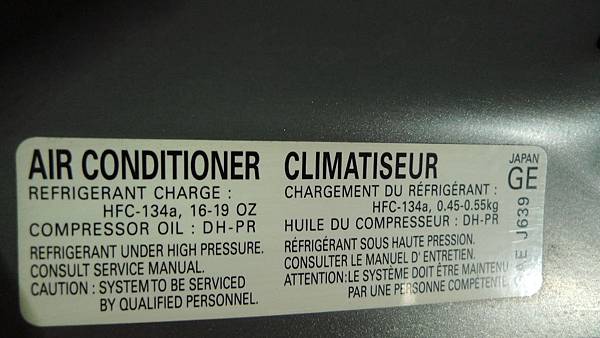 AIR CONDITIONER
REFRIGERANT CHARGE :
HFC-134a, 16-19 OZ
COMPRESSOR OIL : DH-PR
REFRIGERANT UNDER HIGH PRESSURE.
CONSULT SERVICE MANUAL.
CAUTION : SYSTEM TO BE SERVICED
BY QUALIFIED PERSONNEL.
CLIMATISEUR
CHARGEMENT DU RÉFRIGÉRANT :
HFC-134a, 0.45-0.55kg
HUILE DU COMPRESSEUR : DH-PR
RÉFRIGÉRANT SOUS HAUTE PRESSION.
CONSULTER LE MANUEL D' ENTRETIEN.
ATTENTION:LE SYSTÈME DOIT ÊTRE MAINTENU
PAR UNE PERSONNE COMPÉTENTE.
JAPAN
GE
SAE J639